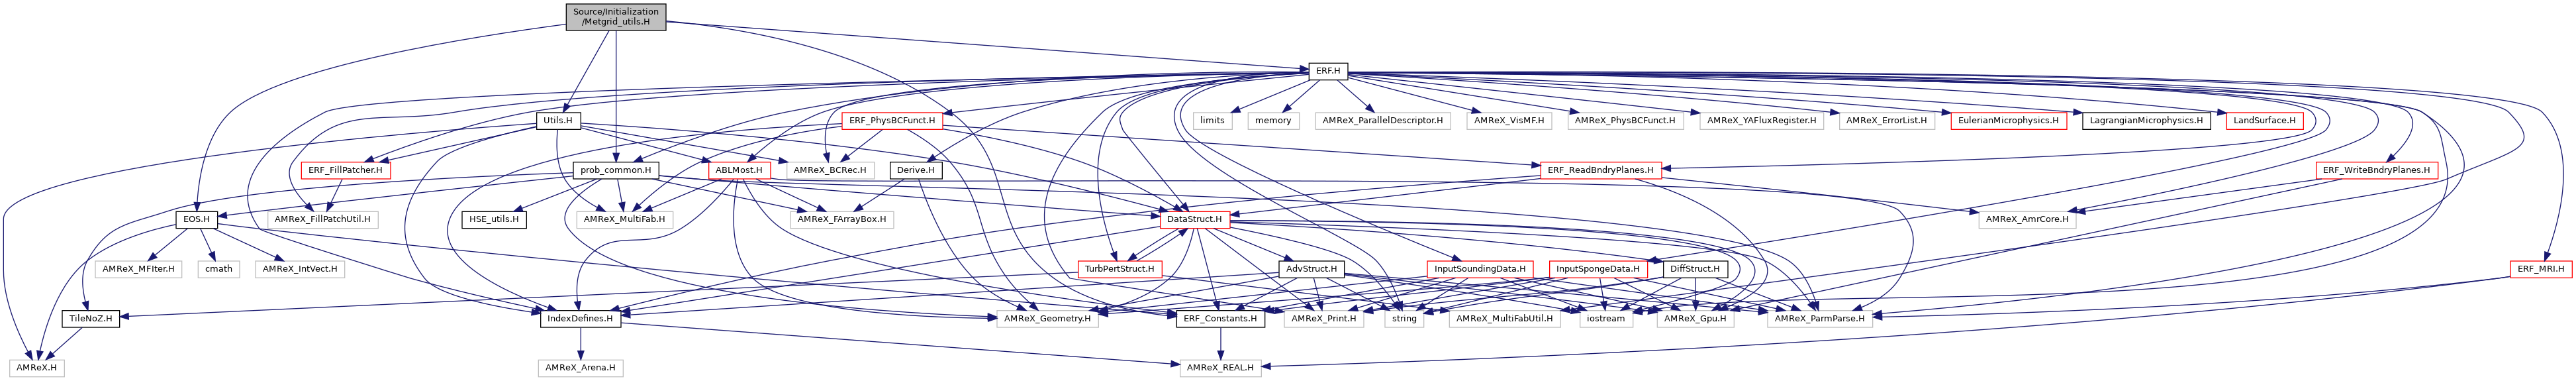 Source/Initialization
/Metgrid_utils.H
ERF.H
Utils.H
ERF_PhysBCFunct.H
limits
memory
AMReX_ParallelDescriptor.H
AMReX_VisMF.H
AMReX_PhysBCFunct.H
AMReX_YAFluxRegister.H
AMReX_ErrorList.H
EulerianMicrophysics.H
LagrangianMicrophysics.H
LandSurface.H
ERF_FillPatcher.H
prob_common.H
ABLMost.H
AMReX_BCRec.H
Derive.H
ERF_ReadBndryPlanes.H
ERF_WriteBndryPlanes.H
EOS.H
AMReX_FillPatchUtil.H
HSE_utils.H
AMReX_MultiFab.H
AMReX_FArrayBox.H
DataStruct.H
AMReX_AmrCore.H
AMReX_MFIter.H
cmath
AMReX_IntVect.H
TurbPertStruct.H
AdvStruct.H
InputSoundingData.H
InputSpongeData.H
DiffStruct.H
ERF_MRI.H
TileNoZ.H
IndexDefines.H
AMReX_Geometry.H
ERF_Constants.H
AMReX_Print.H
string
AMReX_MultiFabUtil.H
iostream
AMReX_Gpu.H
AMReX_ParmParse.H
AMReX.H
AMReX_Arena.H
AMReX_REAL.H